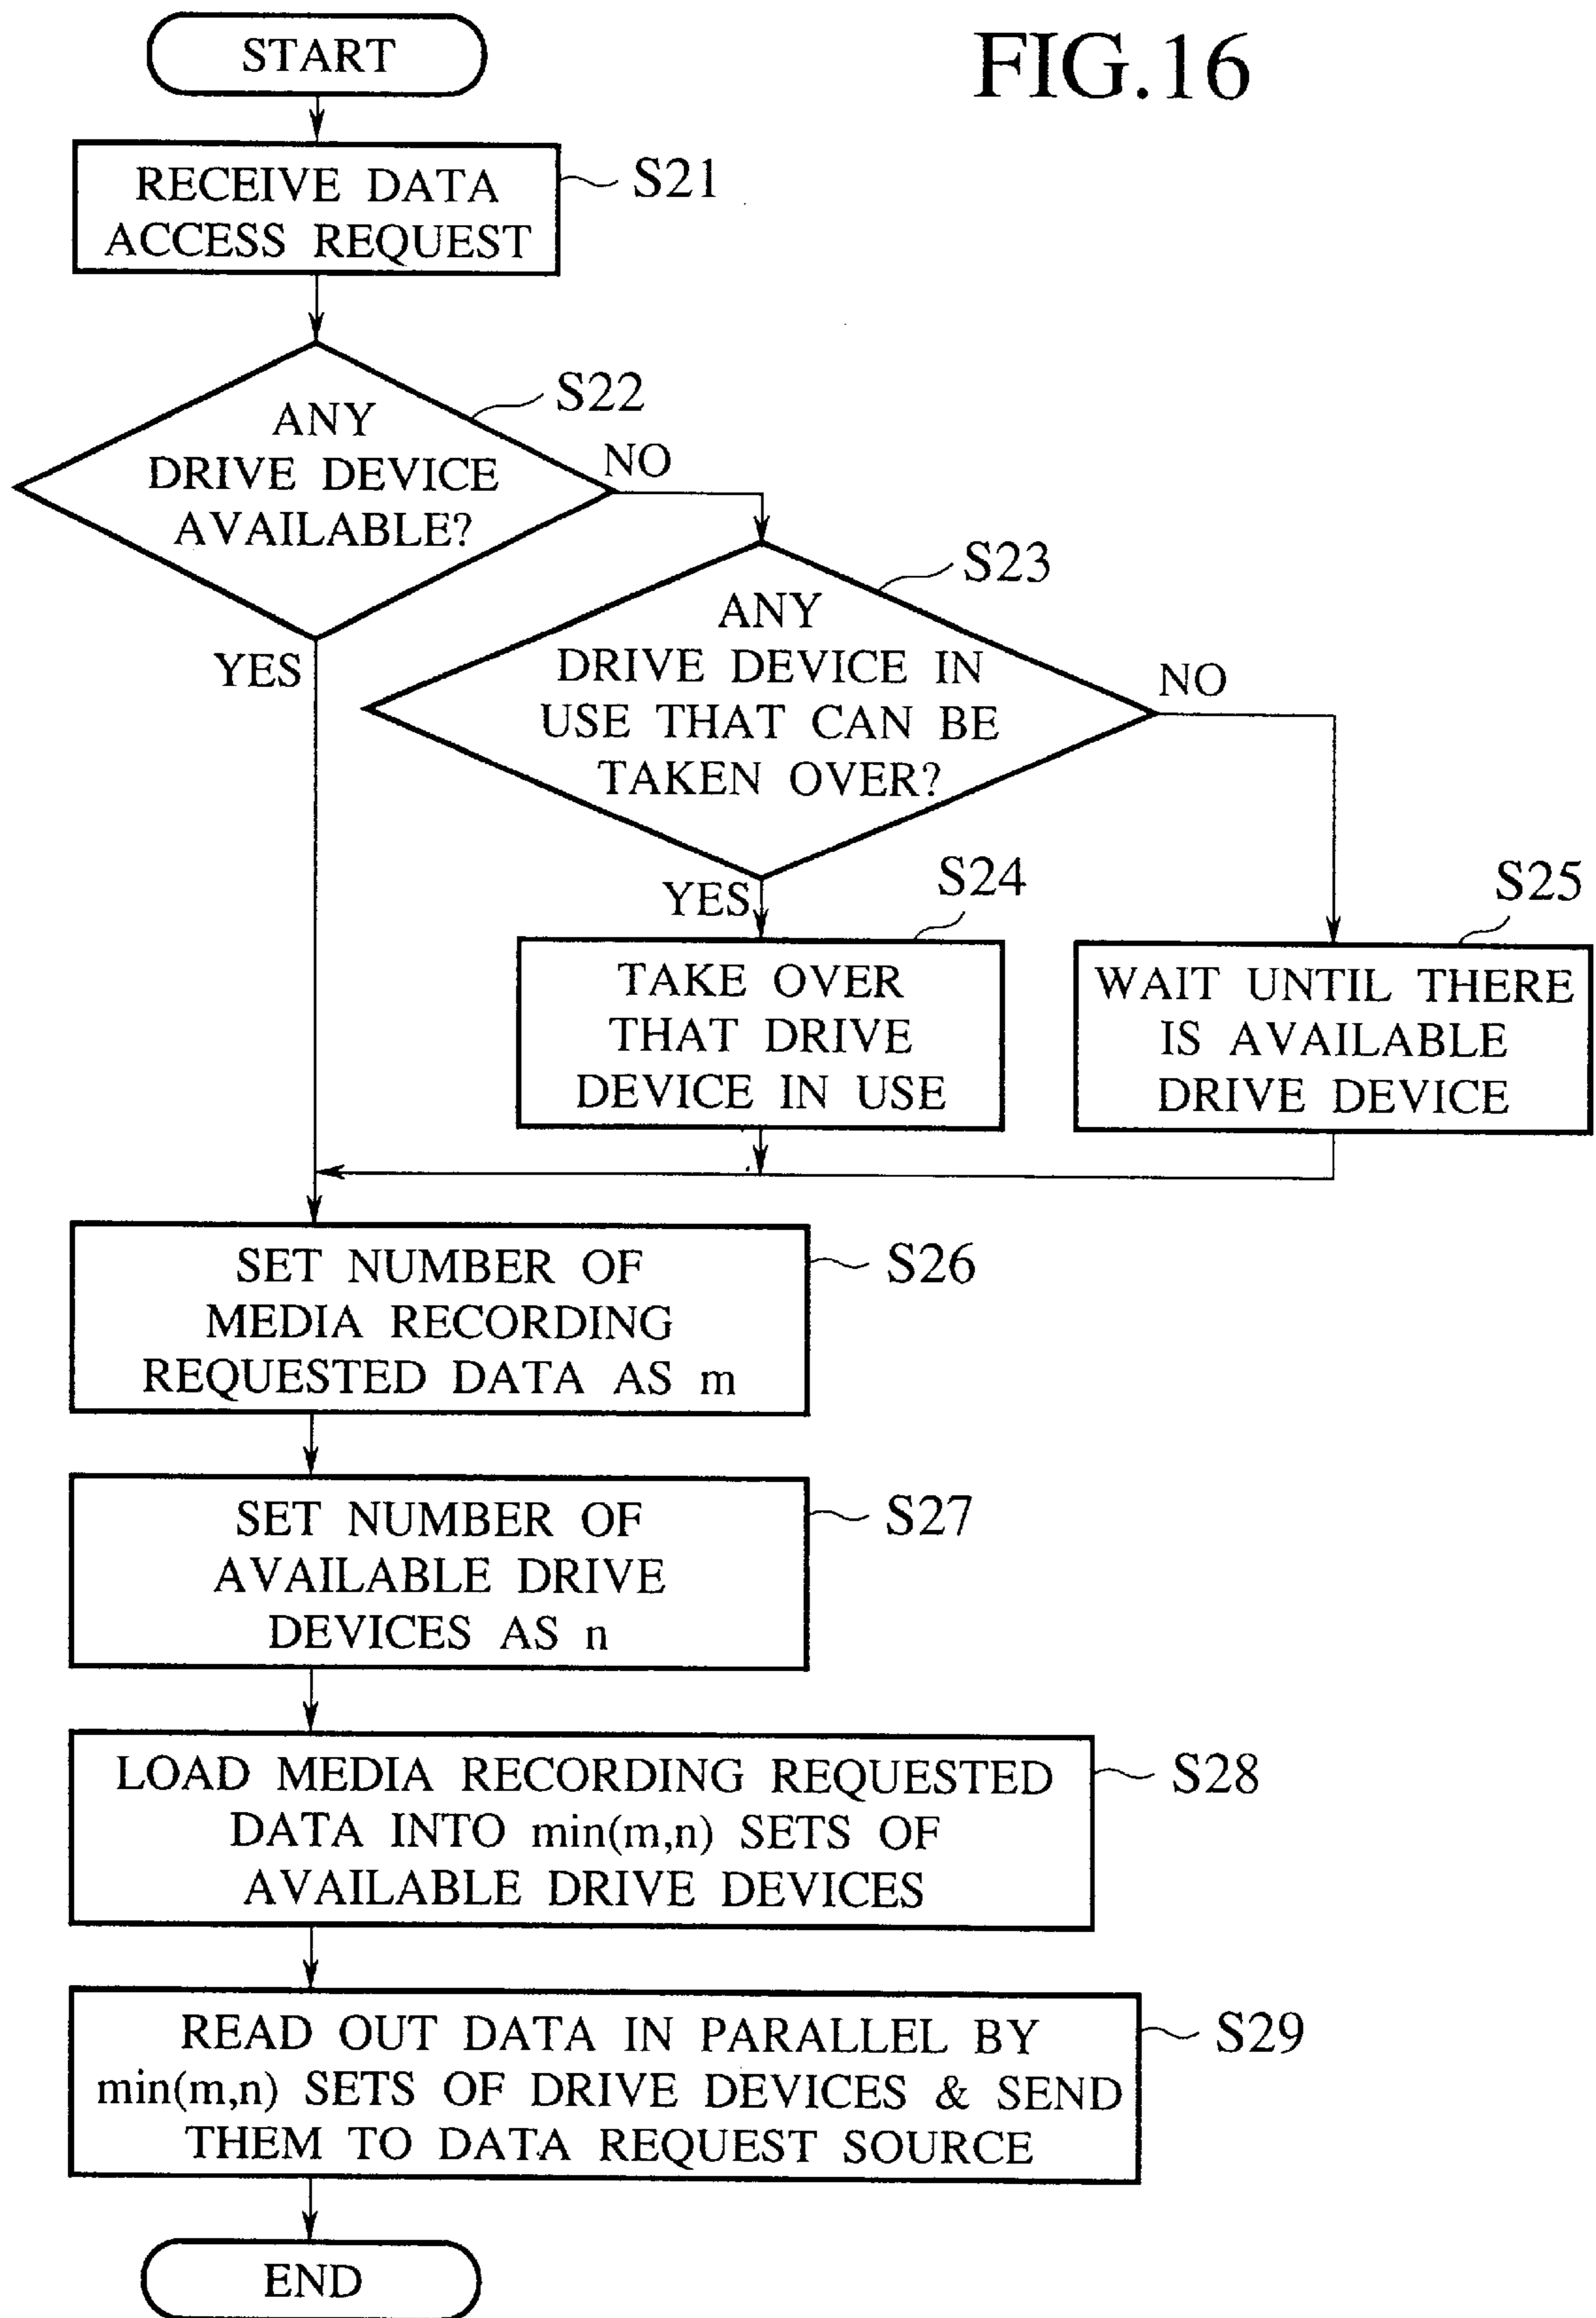 FIG.16
START
RECEIVE DATA
ACCESS REQUEST
S21
ANY
DRIVE DEVICE
AVAILABLE?
S22
NO
YES
ANY
DRIVE DEVICE IN
USE THAT CAN BE
TAKEN OVER?
S23
NO
YES
TAKE OVER
THAT DRIVE
DEVICE IN USE
S24
WAIT UNTIL THERE
IS AVAILABLE
DRIVE DEVICE
S25
SET NUMBER OF
MEDIA RECORDING
REQUESTED DATA AS m
S26
SET NUMBER OF
AVAILABLE DRIVE
DEVICES AS n
S27
LOAD MEDIA RECORDING REQUESTED
DATA INTO min(m,n) SETS OF
AVAILABLE DRIVE DEVICES
S28
READ OUT DATA IN PARALLEL BY
min(m,n) SETS OF DRIVE DEVICES & SEND
THEM TO DATA REQUEST SOURCE
S29
END